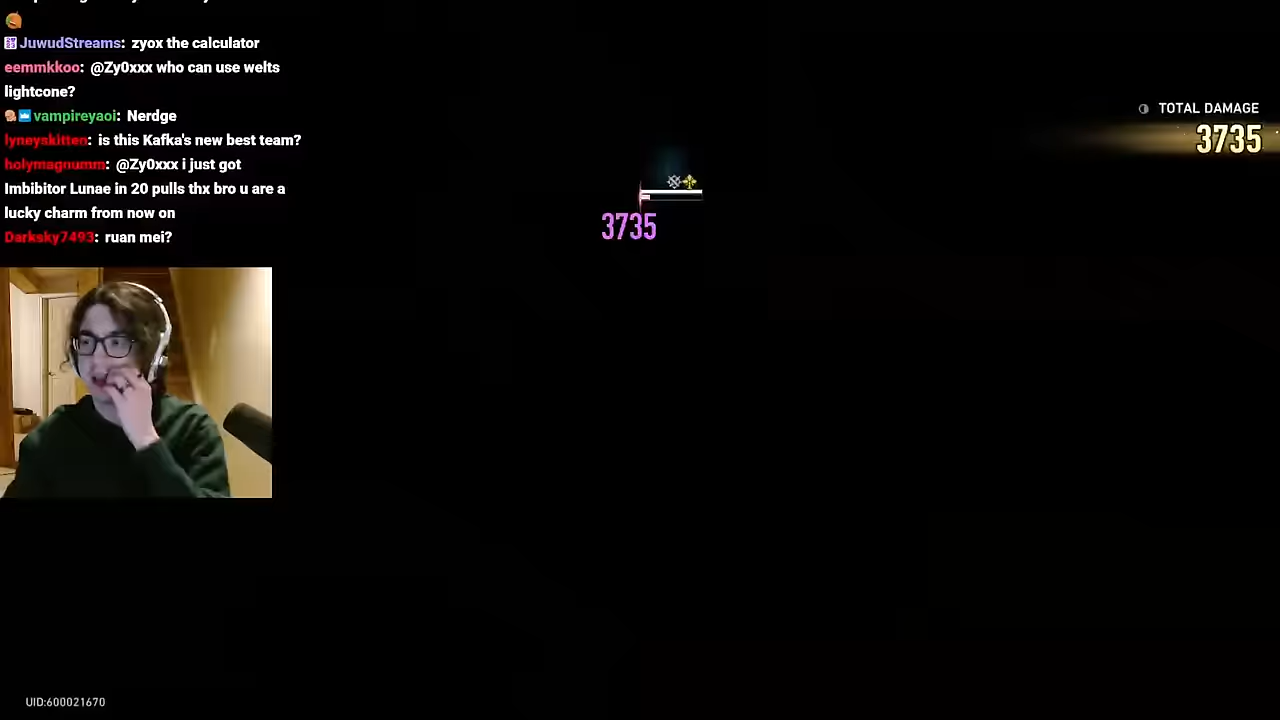 JuwudStreams: zyox the calculator
eemmkkoo: @Zy0xxx who can use welts
lightcone?
vampireyaoi: Nerdge
lyneyskitten: is this Kafka's new best team?
holymagnumm: @Zy0xxx i just got
Imbibitor Lunae in 20 pulls thx bro u are a
lucky charm from now on
Darksky7493: ruan mei?
TOTAL DAMAGE
3735
3735
UID:600021670